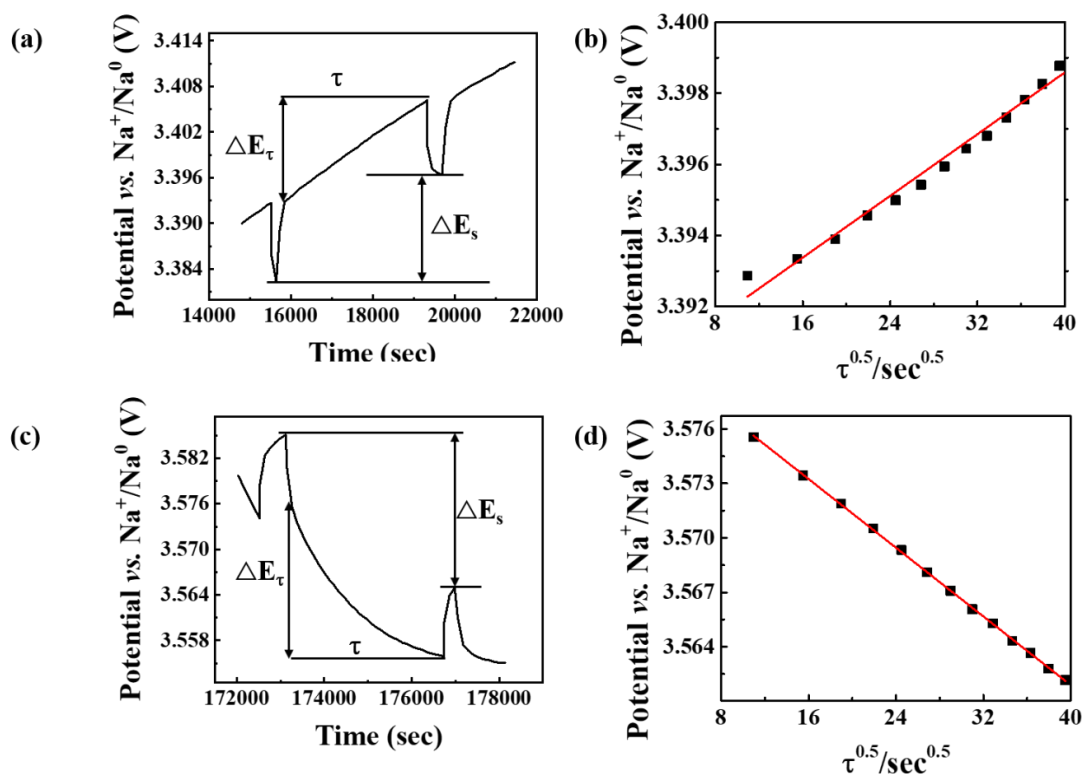 (a)
Potential vs. Na⁺/Na⁰ (V)
3.414
3.408
3.402
3.396
3.390
3.384
τ
△Eτ
△Es
14000 16000 18000 20000 22000
Time (sec)
(b)
Potential vs. Na⁺/Na⁰ (V)
3.400
3.398
3.396
3.394
3.392
8 16 24 32 40
τ⁰·⁵/sec⁰·⁵
(c)
Potential vs. Na⁺/Na⁰ (V)
3.582
3.576
3.570
3.564
3.558
△Es
△Eτ
τ
172000 174000 176000 178000
Time (sec)
(d)
Potential vs. Na⁺/Na⁰ (V)
3.576
3.573
3.570
3.567
3.564
8 16 24 32 40
τ⁰·⁵/sec⁰·⁵